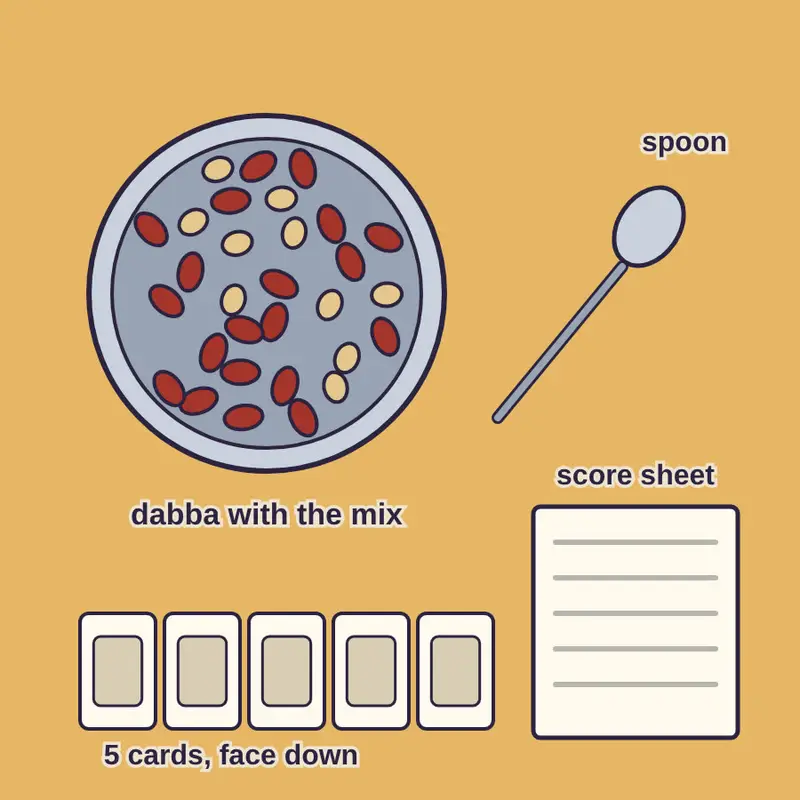 spoon
dabba with the mix
score sheet
5 cards, face down